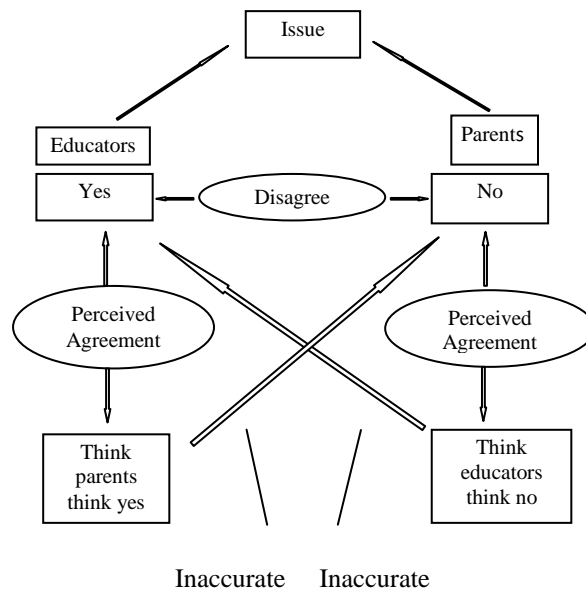 Issue
Educators
Parents
Yes
Disagree
No
Perceived
Agreement
Perceived
Agreement
Think
parents
think yes
Think
educators
think no
Inaccurate
Inaccurate